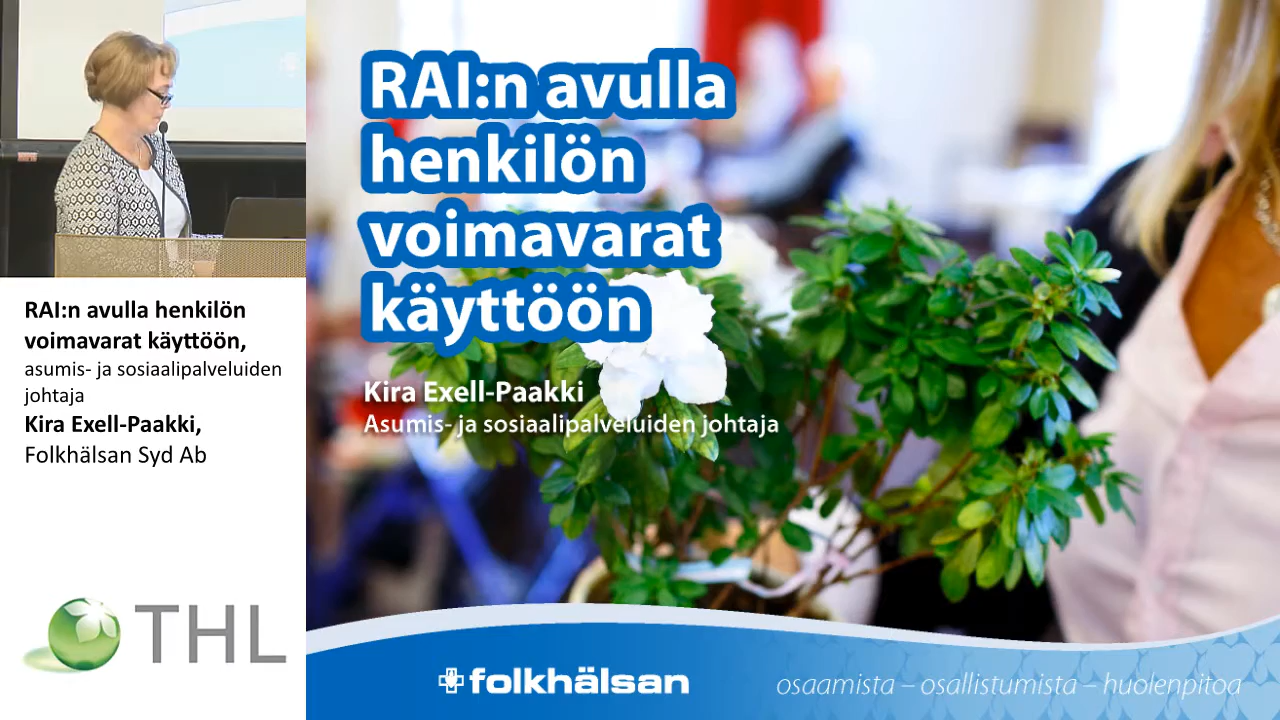 RAI:n avulla henkilön
voimavarat käyttöön,
asumis- ja sosiaalipalveluiden
johtaja
Kira Exell-Paakki,
Folkhälsan Syd Ab
THL
RAI:n avulla
henkilön
voimavarat
käyttöön
Kira Exell-Paakki
Asumis- ja sosiaalipalveluiden johtaja
folkhälsan
osaamista – osallistumista – huolenpitoa